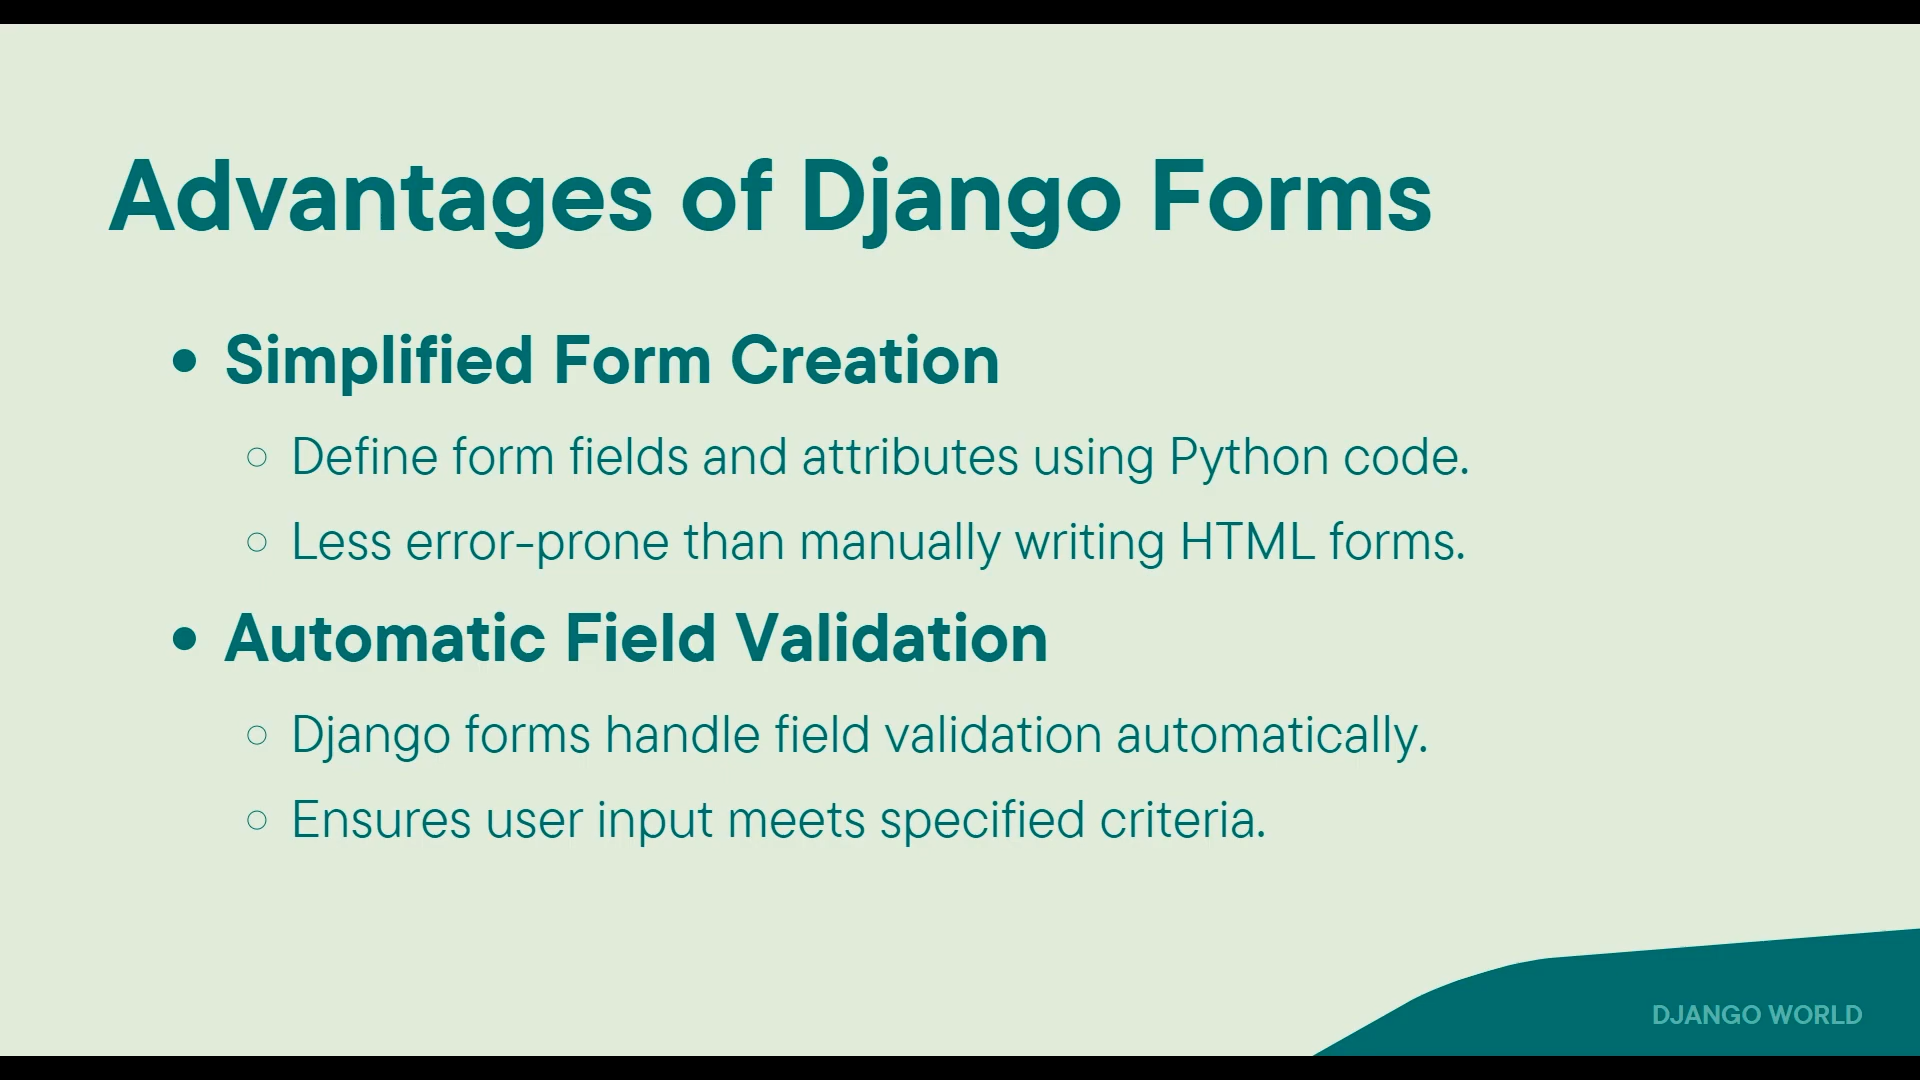 Advantages of Django Forms
• Simplified Form Creation
○ Define form fields and attributes using Python code.
○ Less error-prone than manually writing HTML forms.
• Automatic Field Validation
○ Django forms handle field validation automatically.
○ Ensures user input meets specified criteria.
DJANGO WORLD